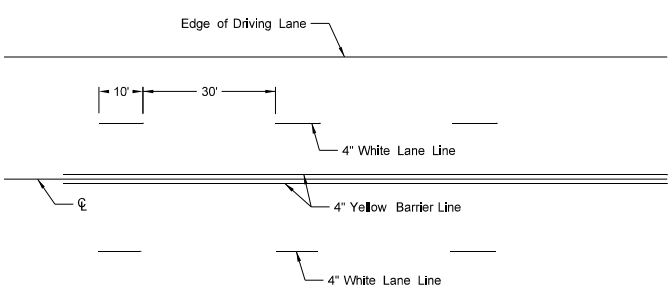 Edge of Driving Lane
10' 30'
4" White Lane Line
℄
4" Yellow Barrier Line
4" White Lane Line